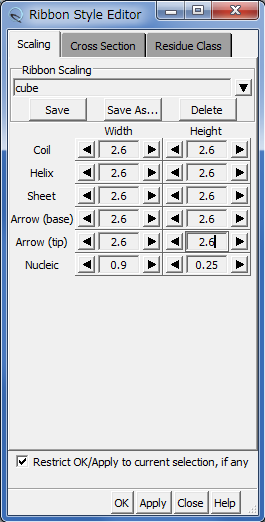 Ribbon Style Editor
Scaling Cross Section Residue Class
Ribbon Scaling
cube
Save Save As... Delete
Width Height
Coil 2.6 2.6
Helix 2.6 2.6
Sheet 2.6 2.6
Arrow (base) 2.6 2.6
Arrow (tip) 2.6 2.6
Nucleic 0.9 0.25
Restrict OK/Apply to current selection, if any
OK Apply Close Help